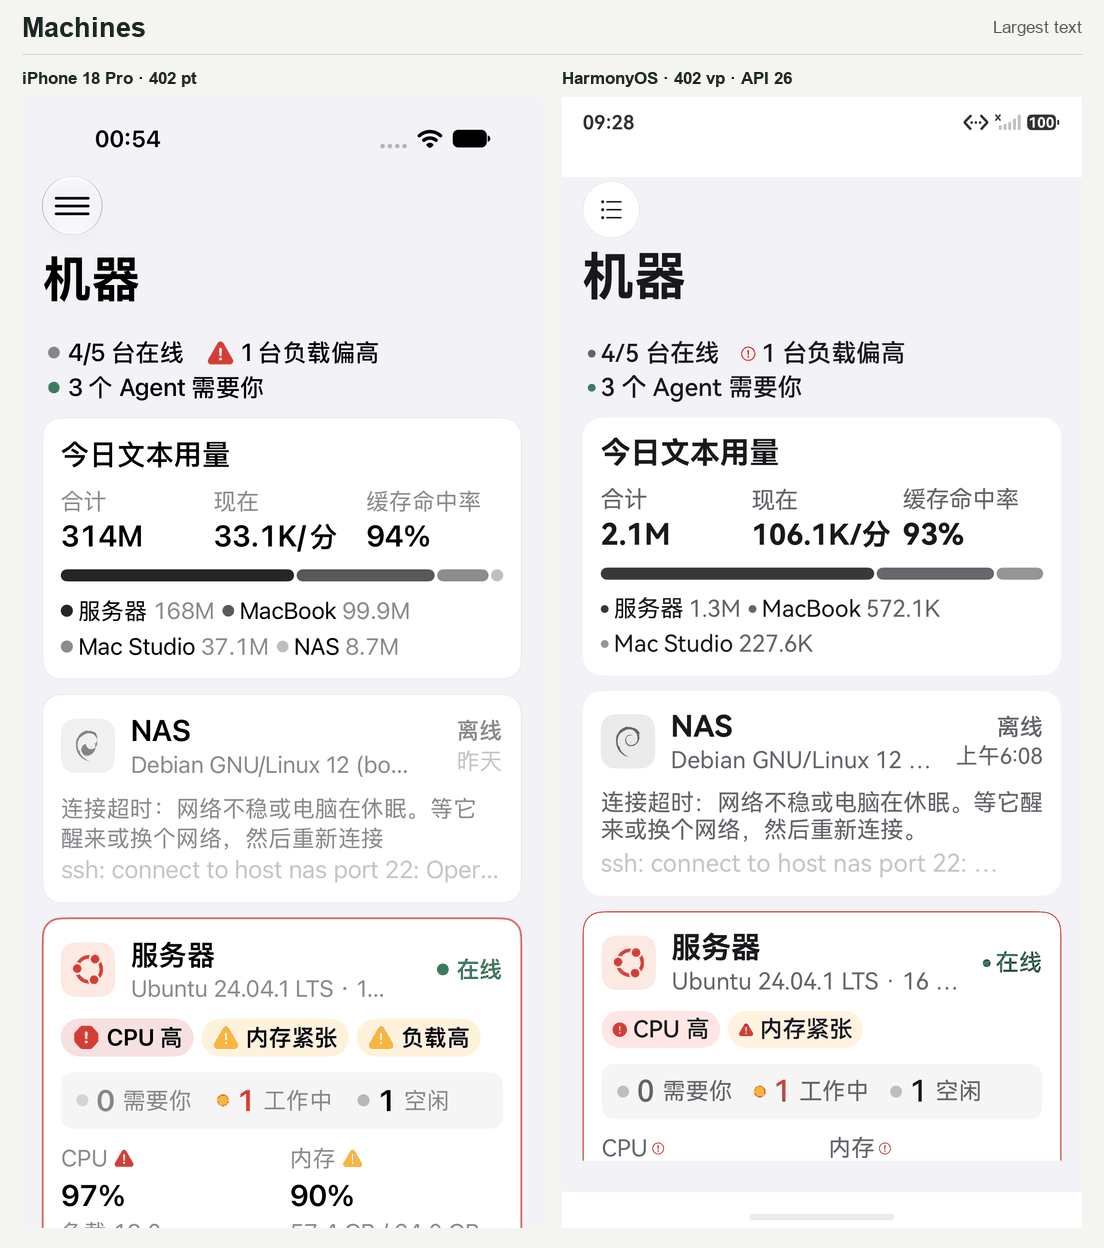 Machines
Largest text
iPhone 18 Pro · 402 pt
00:54
机器
4/5 台在线 1 台负载偏高
3 个 Agent 需要你
今日文本用量
合计 现在 缓存命中率
314M 33.1K/分 94%
服务器 168M MacBook 99.9M
Mac Studio 37.1M NAS 8.7M
NAS 离线
Debian GNU/Linux 12 (bo... 昨天
连接超时：网络不稳或电脑在休眠。等它
醒来或换个网络，然后重新连接
ssh: connect to host nas port 22: Oper...
服务器
在线
Ubuntu 24.04.1 LTS · 1...
CPU 高 内存紧张 负载高
0 需要你 1 工作中 1 空闲
CPU 内存
97% 90%
HarmonyOS · 402 vp · API 26
09:28 100
机器
4/5 台在线 1 台负载偏高
3 个 Agent 需要你
今日文本用量
合计 现在 缓存命中率
2.1M 106.1K/分 93%
服务器 1.3M MacBook 572.1K
Mac Studio 227.6K
NAS 离线
Debian GNU/Linux 12 ... 上午6:08
连接超时：网络不稳或电脑在休眠。等它醒
来或换个网络，然后重新连接。
ssh: connect to host nas port 22: ...
服务器
在线
Ubuntu 24.04.1 LTS · 16 ...
CPU 高 内存紧张
0 需要你 1 工作中 1 空闲
CPU 内存